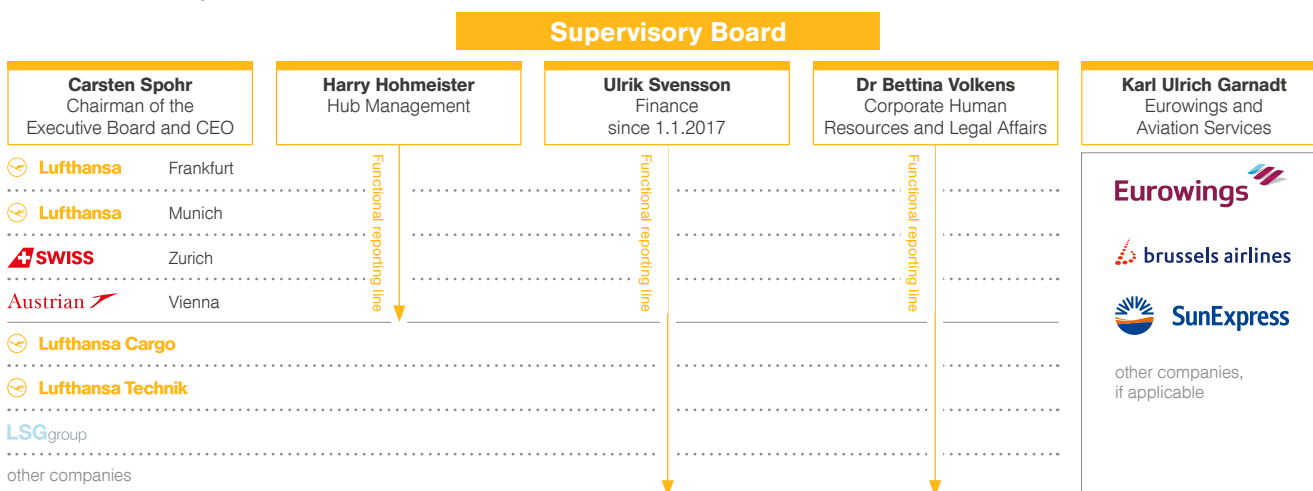 Supervisory Board
Carsten Spohr
Chairman of the
Executive Board and CEO
Harry Hohmeister
Hub Management
Ulrik Svensson
Finance
since 1.1.2017
Dr Bettina Volkens
Corporate Human
Resources and Legal Affairs
Karl Ulrich Garnadt
Eurowings and
Aviation Services
Lufthansa Frankfurt
Lufthansa Munich
SWISS Zurich
Austrian Vienna
Lufthansa Cargo
Lufthansa Technik
LSGgroup
other companies
Functional reporting line
Functional reporting line
Functional reporting line
Eurowings
brussels airlines
SunExpress
other companies,
if applicable